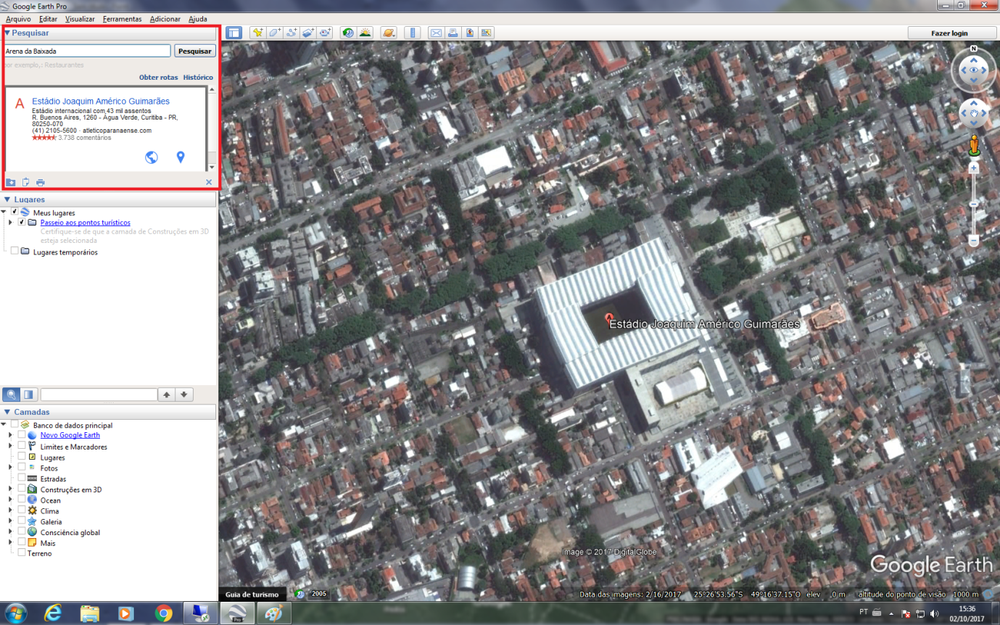 Google Earth Pro
Arquivo Editar Visualizar Ferramentas Adicionar Ajuda
Pesquisar
Fazer login
Arena da Baixada
Pesquisar
por exemplo,: Restaurantes
Obter rotas Histórico
A
Estádio Joaquim Américo Guimarães
Estádio internacional com 43 mil assentos
R. Buenos Aires, 1260 - Água Verde, Curitiba - PR,
80250-070
(41) 2105-5600 · atleticoparanaense.com
3.738 comentários
N
Lugares
Meus lugares
Passeio aos pontos turísticos
Certifique-se de que a camada de Construções em 3D
esteja selecionada
Lugares temporários
A
Estádio Joaquim Américo Guimarães
Camadas
Banco de dados principal
Novo Google Earth
Limites e Marcadores
Lugares
Fotos
Estradas
Construções em 3D
Ocean
Clima
Galeria
Consciência global
Mais
Terreno
Image © 2017 DigitalGlobe
Google Earth
Guia de turismo
2005
Data das imagens: 2/16/2017 25°26'53.56"S 49°16'37.15"O elev 0 m altitude do ponto de visão 1000 m
Pro
PT
15:36
02/10/2017